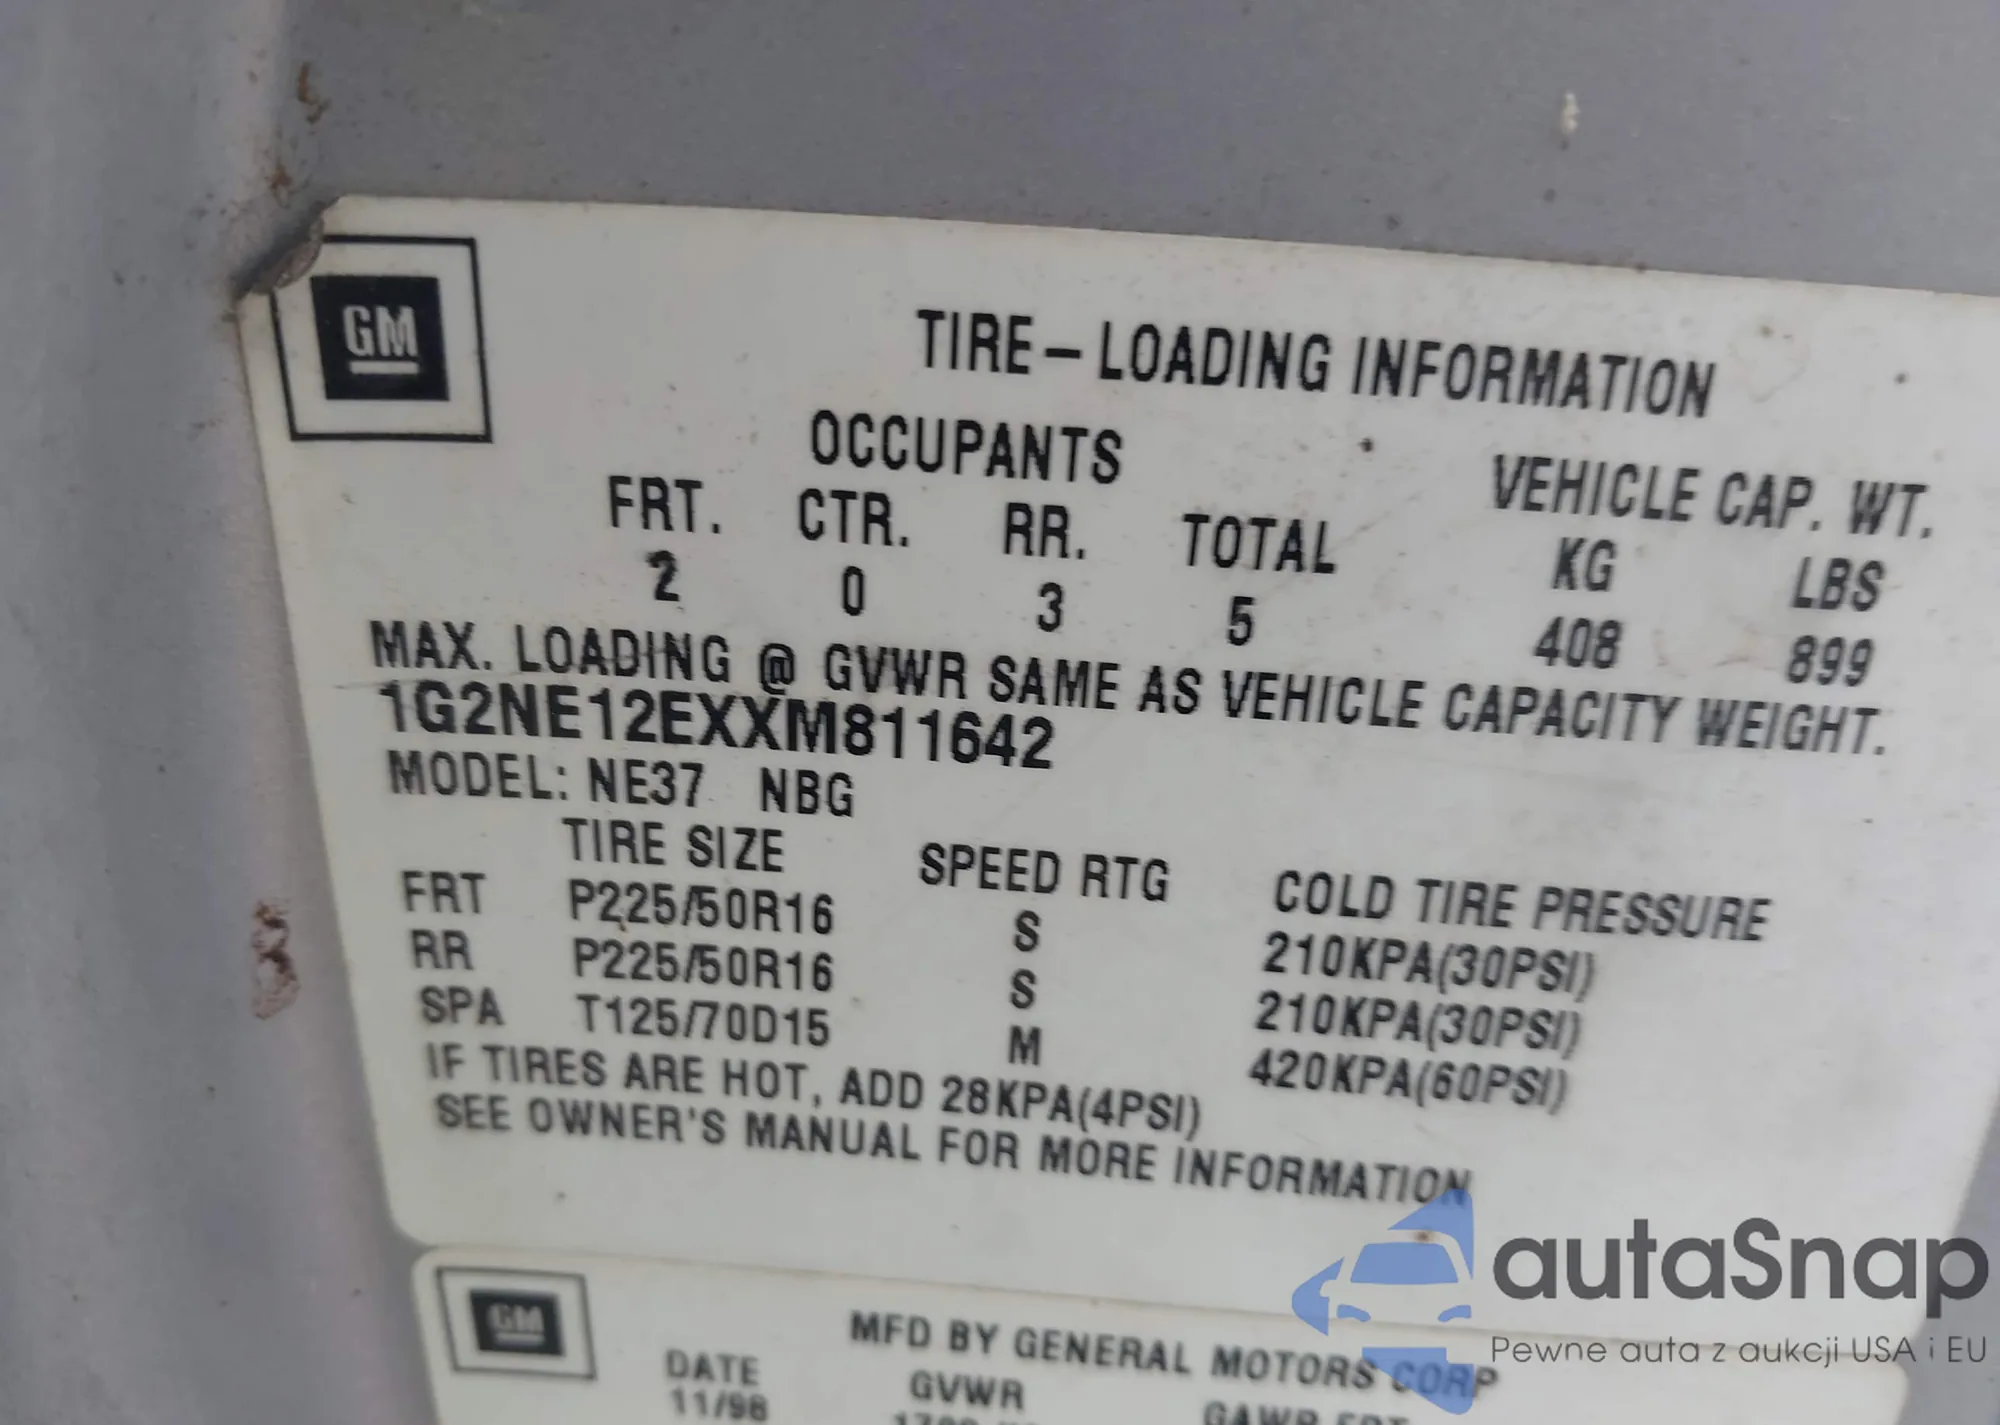 GM
TIRE-LOADING INFORMATION
OCCUPANTS
VEHICLE CAP. WT.
FRT. CTR. RR. TOTAL KG LBS
2 0 3 5 408 899
MAX. LOADING @ GVWR SAME AS VEHICLE CAPACITY WEIGHT.
1G2NE12EXXM811642
MODEL: NE37 NBG
TIRE SIZE SPEED RTG COLD TIRE PRESSURE
FRT P225/50R16 S 210KPA(30PSI)
RR P225/50R16 S 210KPA(30PSI)
SPA T125/70D15 M 420KPA(60PSI)
IF TIRES ARE HOT, ADD 28KPA(4PSI)
SEE OWNER'S MANUAL FOR MORE INFORMATION
GM
MFD BY GENERAL MOTORS CORP
DATE GVWR GAWR FRT
11/98
autaSnap
Pewne auta z aukcji USA i EU